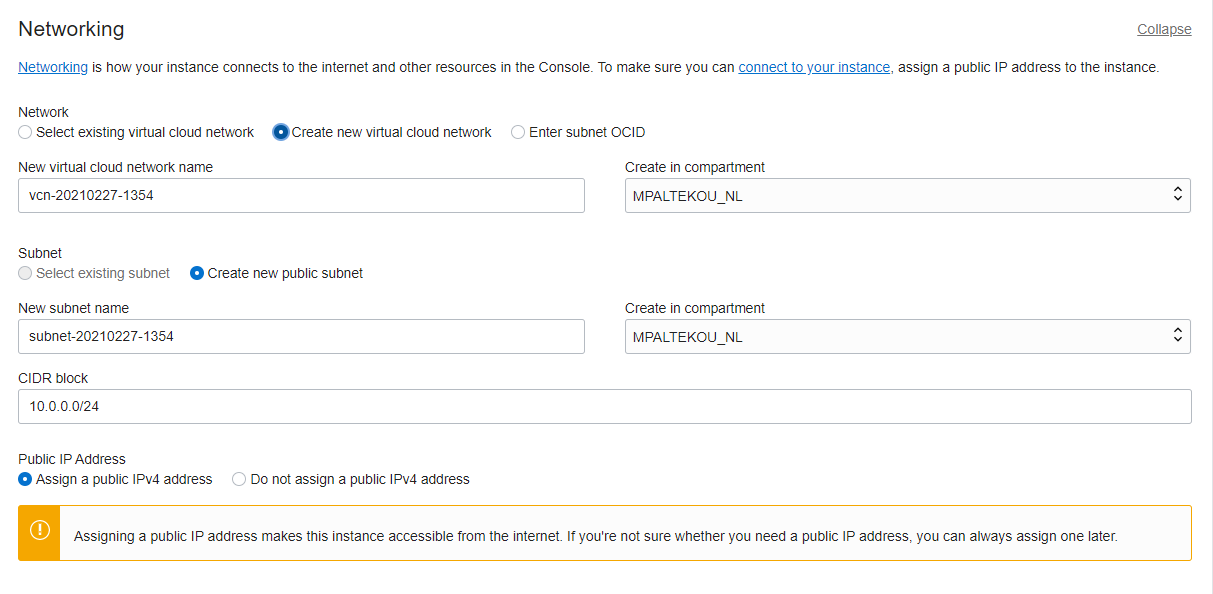 Networking
Collapse
Networking is how your instance connects to the internet and other resources in the Console. To make sure you can connect to your instance, assign a public IP address to the instance.
Network
Select existing virtual cloud network
Create new virtual cloud network
Enter subnet OCID
New virtual cloud network name
Create in compartment
vcn-20210227-1354
MPALTEKOU_NL
Subnet
Select existing subnet
Create new public subnet
New subnet name
Create in compartment
subnet-20210227-1354
MPALTEKOU_NL
CIDR block
10.0.0.0/24
Public IP Address
Assign a public IPv4 address
Do not assign a public IPv4 address
Assigning a public IP address makes this instance accessible from the internet. If you're not sure whether you need a public IP address, you can always assign one later.